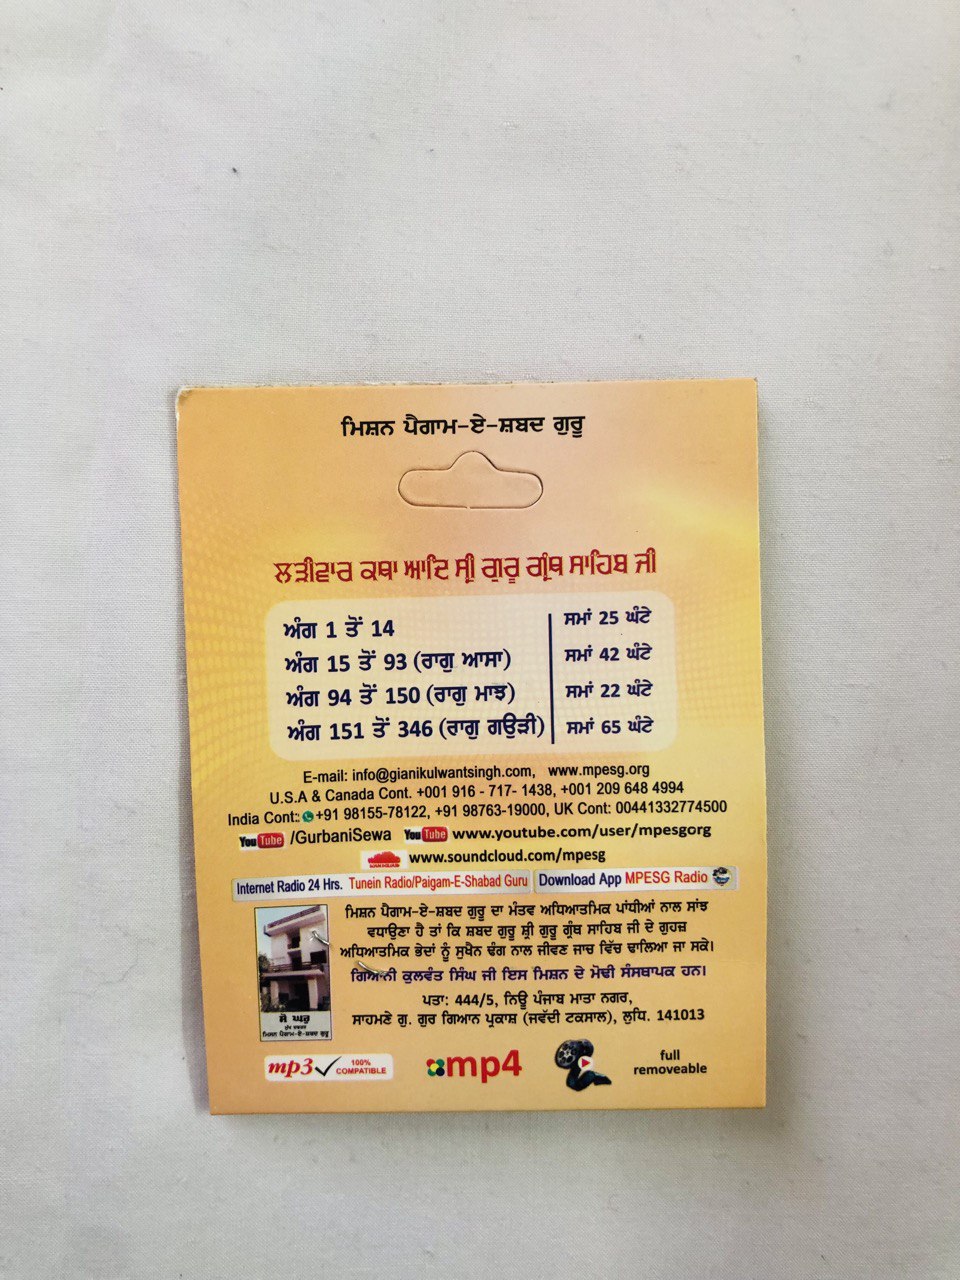 ਮਿਸ਼ਨ ਪੈਗਾਮ-ਏ-ਸ਼ਬਦ ਗੁਰੂ
ਲੜੀਵਾਰ ਕਥਾ ਆਦਿ ਸ੍ਰੀ ਗੁਰੂ ਗ੍ਰੰਥ ਸਾਹਿਬ ਜੀ
ਅੰਗ 1 ਤੋਂ 14 ਸਮਾਂ 25 ਘੰਟੇ
ਅੰਗ 15 ਤੋਂ 93 (ਰਾਗੁ ਆਸਾ) ਸਮਾਂ 42 ਘੰਟੇ
ਅੰਗ 94 ਤੋਂ 150 (ਰਾਗੁ ਮਾਝ) ਸਮਾਂ 22 ਘੰਟੇ
ਅੰਗ 151 ਤੋਂ 346 (ਰਾਗੁ ਗਉੜੀ) ਸਮਾਂ 65 ਘੰਟੇ
E-mail: info@gianikulwantsingh.com, www.mpesg.org
U.S.A & Canada Cont. +001 916 - 717- 1438, +001 209 648 4994
India Cont:: +91 98155-78122, +91 98763-19000, UK Cont: 00441332774500
YouTube /GurbaniSewa YouTube www.youtube.com/user/mpesgorg
www.soundcloud.com/mpesg
Internet Radio 24 Hrs. Tunein Radio/Paigam-E-Shabad Guru Download App MPESG Radio
ਮਿਸ਼ਨ ਪੈਗਾਮ-ਏ-ਸ਼ਬਦ ਗੁਰੂ ਦਾ ਮੰਤਵ ਅਧਿਆਤਮਿਕ ਪਾਂਧੀਆਂ ਨਾਲ ਸਾਂਝ
ਵਧਾਉਣਾ ਹੈ ਤਾਂ ਕਿ ਸ਼ਬਦ ਗੁਰੂ ਸ਼੍ਰੀ ਗੁਰੂ ਗ੍ਰੰਥ ਸਾਹਿਬ ਜੀ ਦੇ ਗੁਹਜ਼
ਅਧਿਆਤਮਿਕ ਭੇਦਾਂ ਨੂੰ ਸੁਖੈਨ ਢੰਗ ਨਾਲ ਜੀਵਣ ਜਾਚ ਵਿੱਚ ਢਾਲਿਆ ਜਾ ਸਕੇ।
ਗਿਆਨੀ ਕੁਲਵੰਤ ਸਿੰਘ ਜੀ ਇਸ ਮਿਸ਼ਨ ਦੇ ਮੋਢੀ ਸੰਸਥਾਪਕ ਹਨ।
ਪਤਾ: 444/5, ਨਿਊ ਪੰਜਾਬ ਮਾਤਾ ਨਗਰ,
ਸਾਹਮਣੇ ਗੁ. ਗੁਰ ਗਿਆਨ ਪ੍ਰਕਾਸ਼ (ਜਵੱਦੀ ਟਕਸਾਲ), ਲੁਧਿ. 141013
ਸੋ ਘਰੁ
ਮੁੱਖ ਦਫਤਰ
ਮਿਸ਼ਨ ਪੈਗਾਮ-ਏ-ਸ਼ਬਦ ਗੁਰੂ
mp3 100% COMPATIBLE
mp4
full
removeable